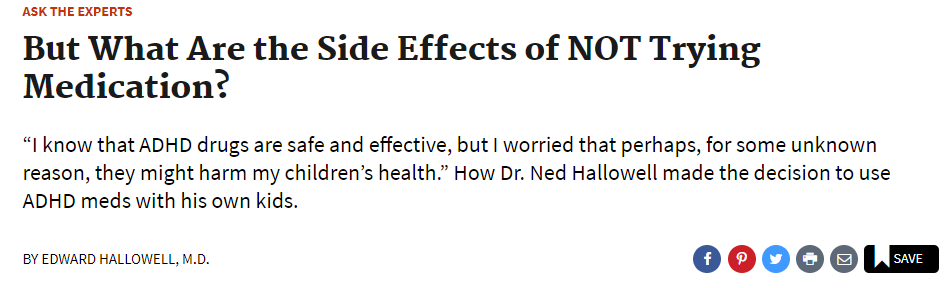 ASK THE EXPERTS
But What Are the Side Effects of NOT Trying
Medication?
“I know that ADHD drugs are safe and effective, but I worried that perhaps, for some unknown
reason, they might harm my children’s health.” How Dr. Ned Hallowell made the decision to use
ADHD meds with his own kids.
BY EDWARD HALLOWELL, M.D.
SAVE